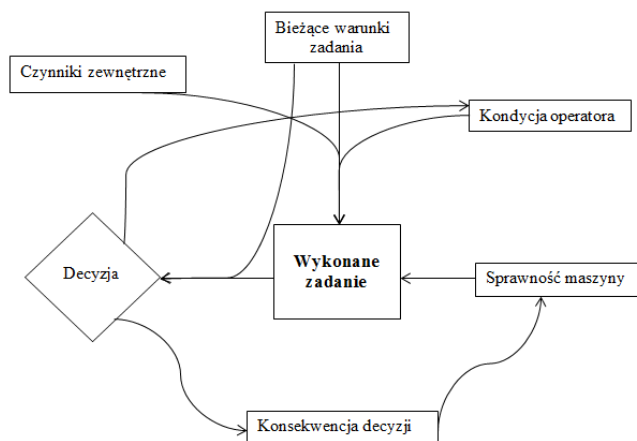 Bieżące warunki
zadania
Czynniki zewnętrzne
Kondycja operatora
Decyzja
Wykonane
zadanie
Sprawność maszyny
Konsekwencja decyzji